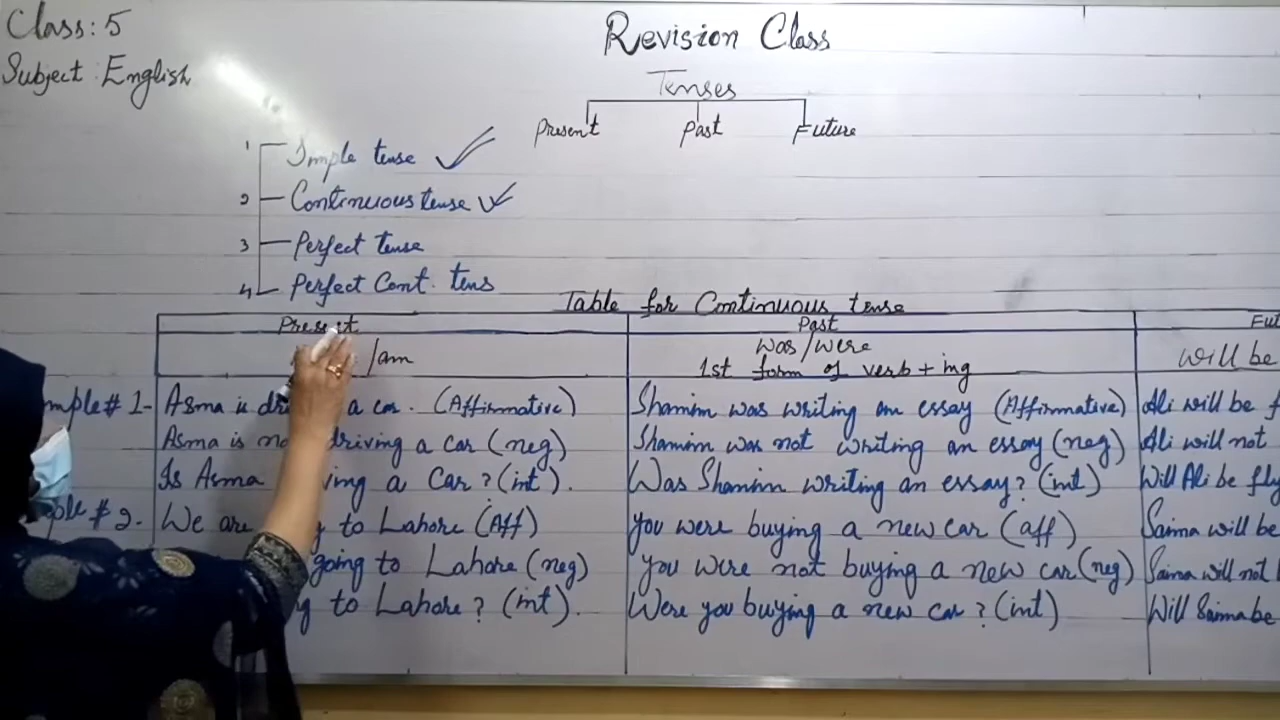 Class: 5
Subject: English
Revision Class
Tenses
Present Past Future
1 Simple tense
2 Continuous tense
3 Perfect tense
4 Perfect Cont. tens
Table for Continuous tense
Present Past
/am was/were will be
1st form of verb + ing
Asma is a car. (Affirmative) Shamim was writing an essay (Affirmative) Ali will be
Asma is driving a car (neg) Shamim was not writing an essay (neg) Ali will not
Is Asma a Car? (int). Was Shamim writing an essay? (int) Will Ali be
# 2. We are to Lahore (Aff) you were buying a new car (aff) Saima will be
going to Lahore (neg) you were not buying a new car (neg) Saima will not
to Lahore? (int). Were you buying a new car? (int) Will Saima be